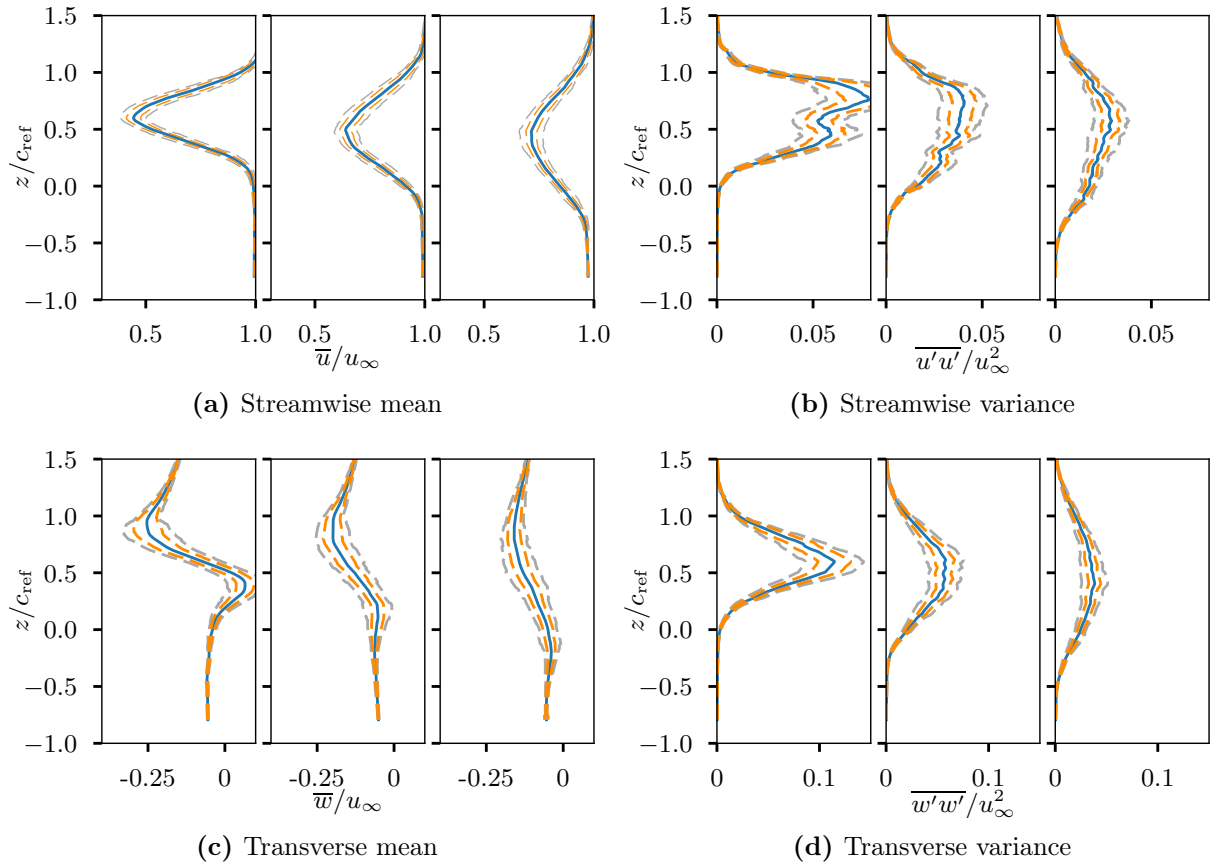 1.5
1.0
0.5
0.0
−0.5
−1.0
z/c_ref
0.5 1.0 0.5 1.0 0.5 1.0
u̅/u_∞
(a) Streamwise mean
1.5
1.0
0.5
0.0
−0.5
−1.0
z/c_ref
0 0.05 0 0.05 0 0.05
\overline{u′u′}/u_∞^2
(b) Streamwise variance
1.5
1.0
0.5
0.0
−0.5
−1.0
z/c_ref
-0.25 0 -0.25 0 -0.25 0
w̅/u_∞
(c) Transverse mean
1.5
1.0
0.5
0.0
−0.5
−1.0
z/c_ref
0 0.1 0 0.1 0 0.1
\overline{w′w′}/u_∞^2
(d) Transverse variance